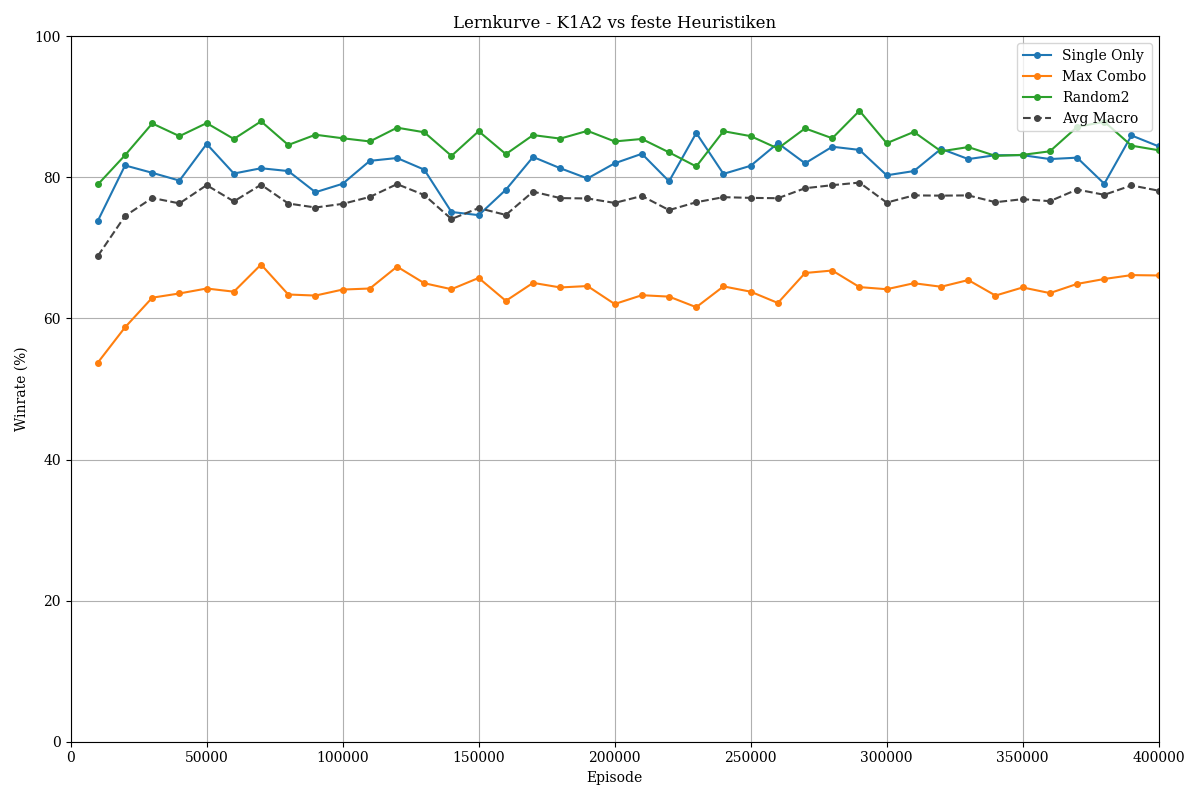 Lernkurve - K1A2 vs feste Heuristiken
Single Only
Max Combo
Random2
Avg Macro
100
80
60
40
20
0
Winrate (%)
0 50000 100000 150000 200000 250000 300000 350000 400000
Episode